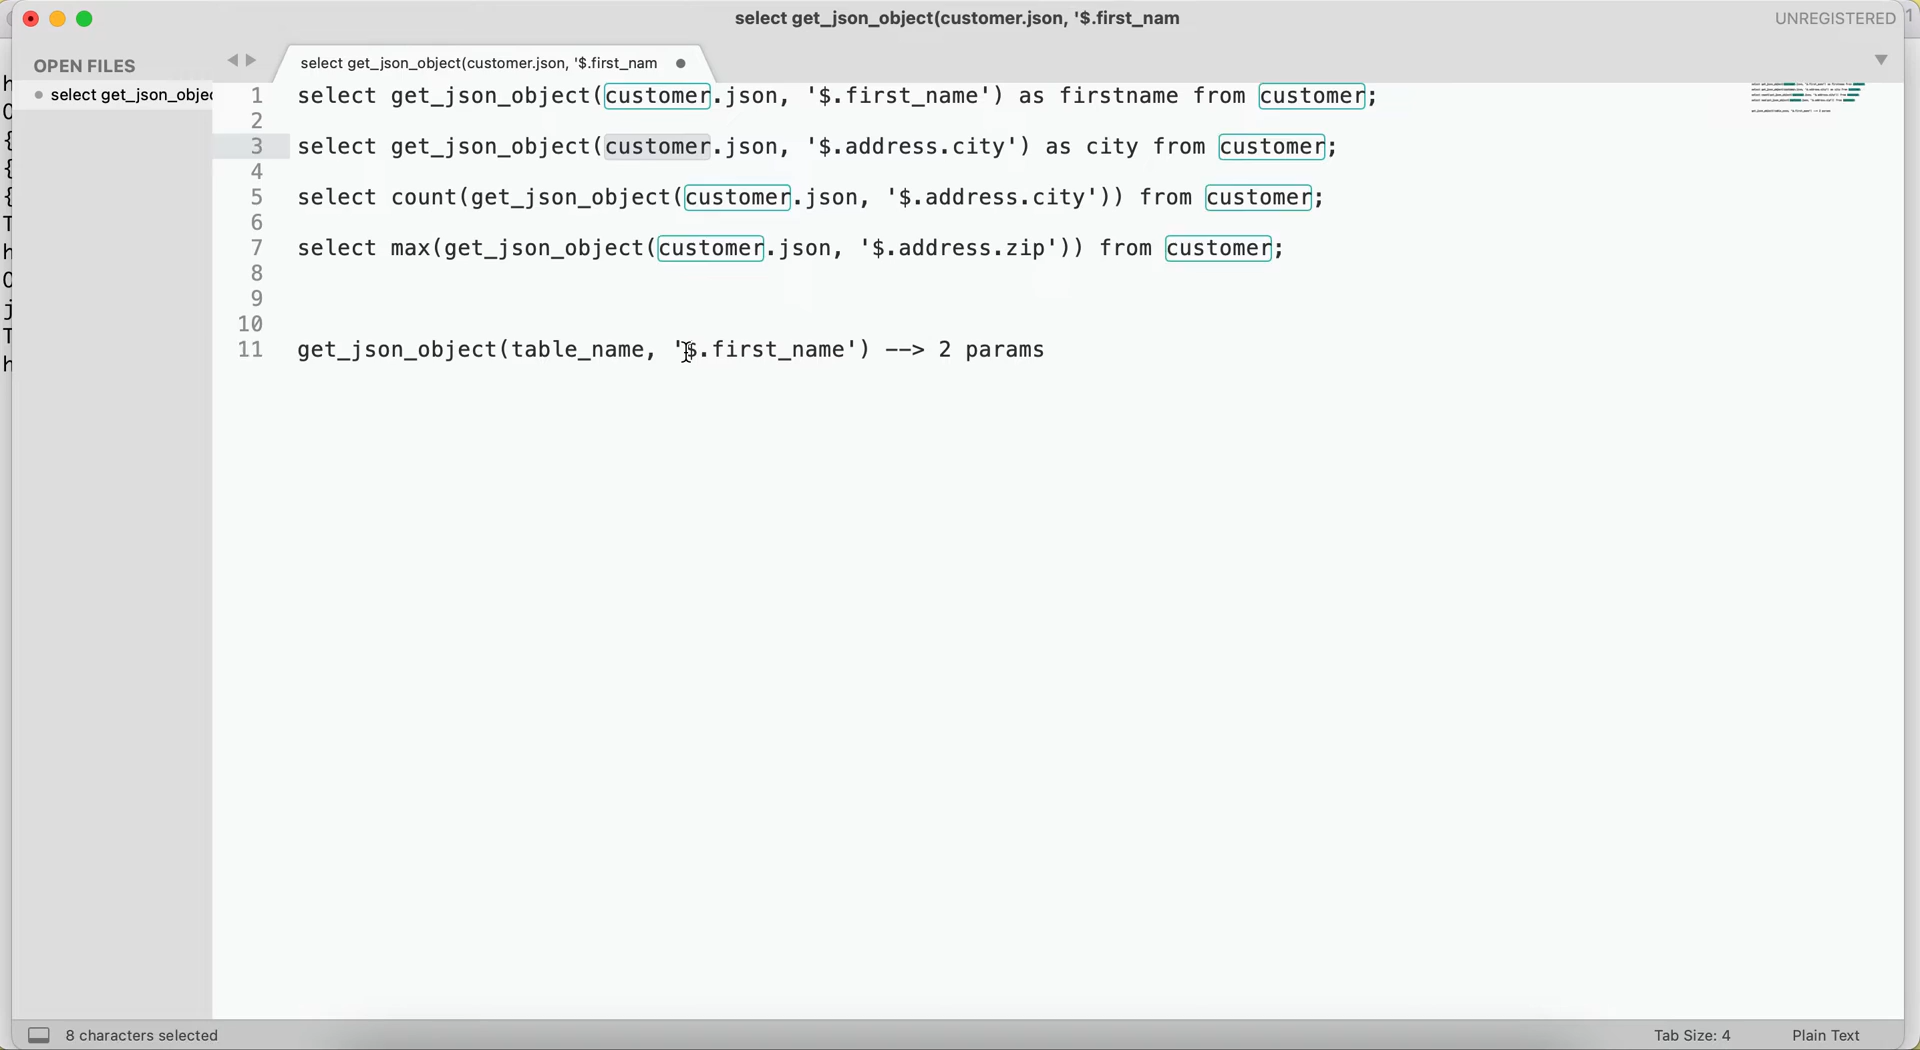 select get_json_object(customer.json, '$.first_nam
UNREGISTERED
1
OPEN FILES
select get_json_object(customer.json, '$.first_nam
select get_json_objec
1 select get_json_object(customer.json, '$.first_name') as firstname from customer;
2
3 select get_json_object(customer.json, '$.address.city') as city from customer;
4
5 select count(get_json_object(customer.json, '$.address.city')) from customer;
6
7 select max(get_json_object(customer.json, '$.address.zip')) from customer;
8
9
10
11 get_json_object(table_name, '$.first_name') --> 2 params
8 characters selected
Tab Size: 4
Plain Text